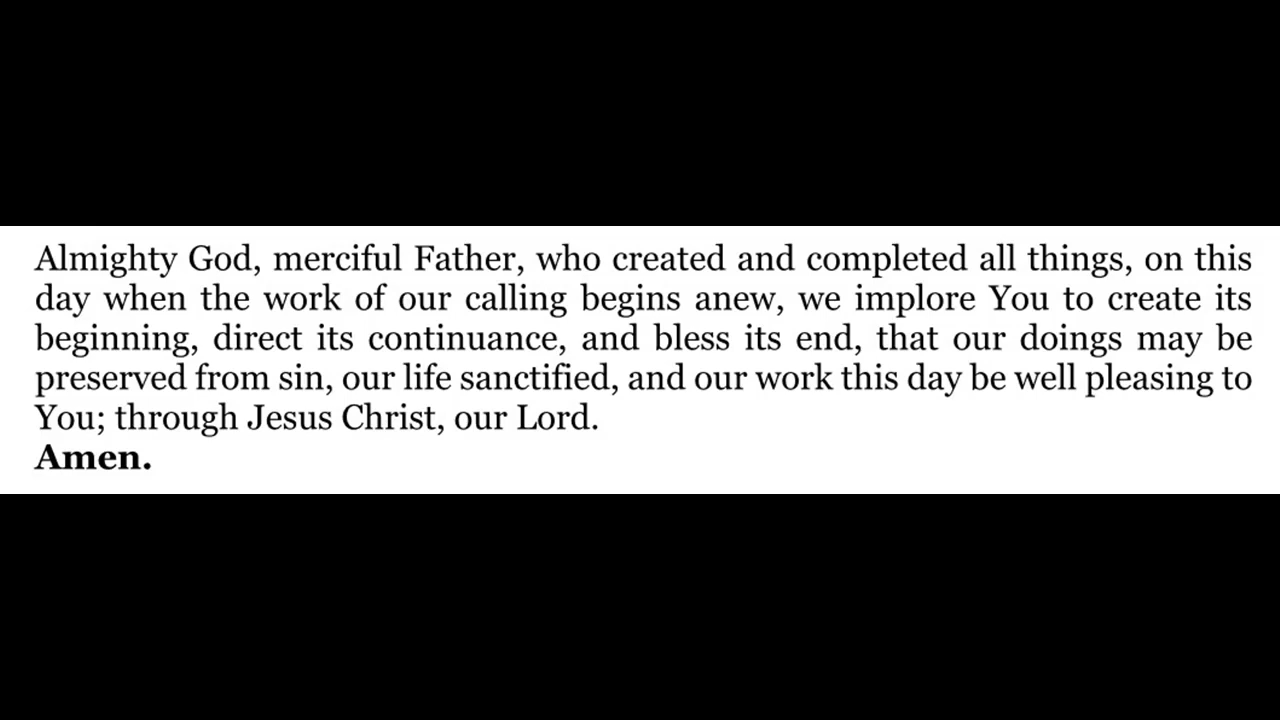 Almighty God, merciful Father, who created and completed all things, on this
day when the work of our calling begins anew, we implore You to create its
beginning, direct its continuance, and bless its end, that our doings may be
preserved from sin, our life sanctified, and our work this day be well pleasing to
You; through Jesus Christ, our Lord.
Amen.